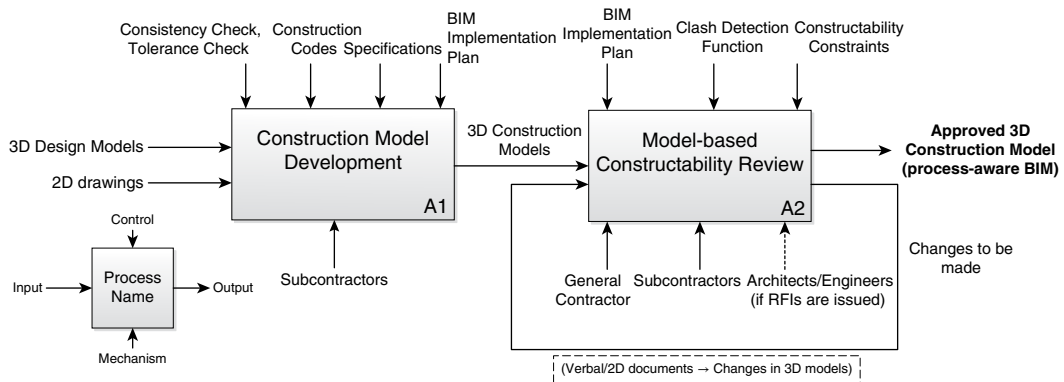 Consistency Check,
Tolerance Check
Construction
Codes
Specifications
BIM
Implementation
Plan
BIM
Implementation
Plan
Clash Detection
Function
Constructability
Constraints
3D Design Models
2D drawings
Construction Model
Development
A1
Subcontractors
3D Construction
Models
Model-based
Constructability Review
A2
Approved 3D
Construction Model
(process-aware BIM)
General
Contractor
Subcontractors
Architects/Engineers
(if RFIs are issued)
Changes to be
made
(Verbal/2D documents → Changes in 3D models)
Control
Input
Process
Name
Output
Mechanism